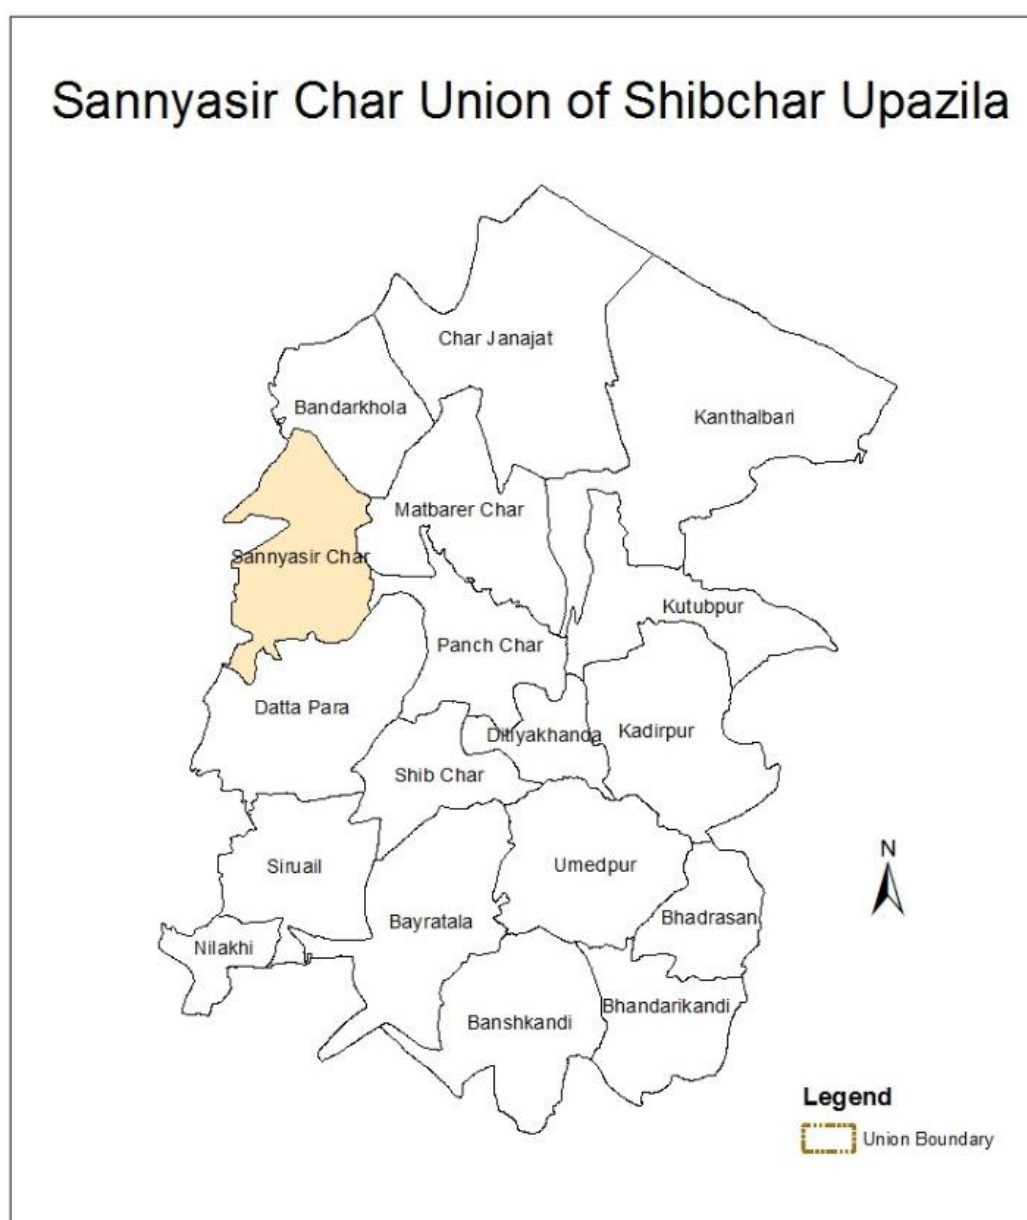 Sannyasir Char Union of Shibchar Upazila
Char Janajat
Bandarkhola
Kanthalbari
Matbarer Char
Sannyasir Char
Kutubpur
Panch Char
Datta Para
Ditiyakhanda
Kadirpur
Shib Char
Siruail
Umedpur
N
Bayratala
Bhadrasan
Nilakhi
Bhandarikandi
Banshkandi
Legend
Union Boundary